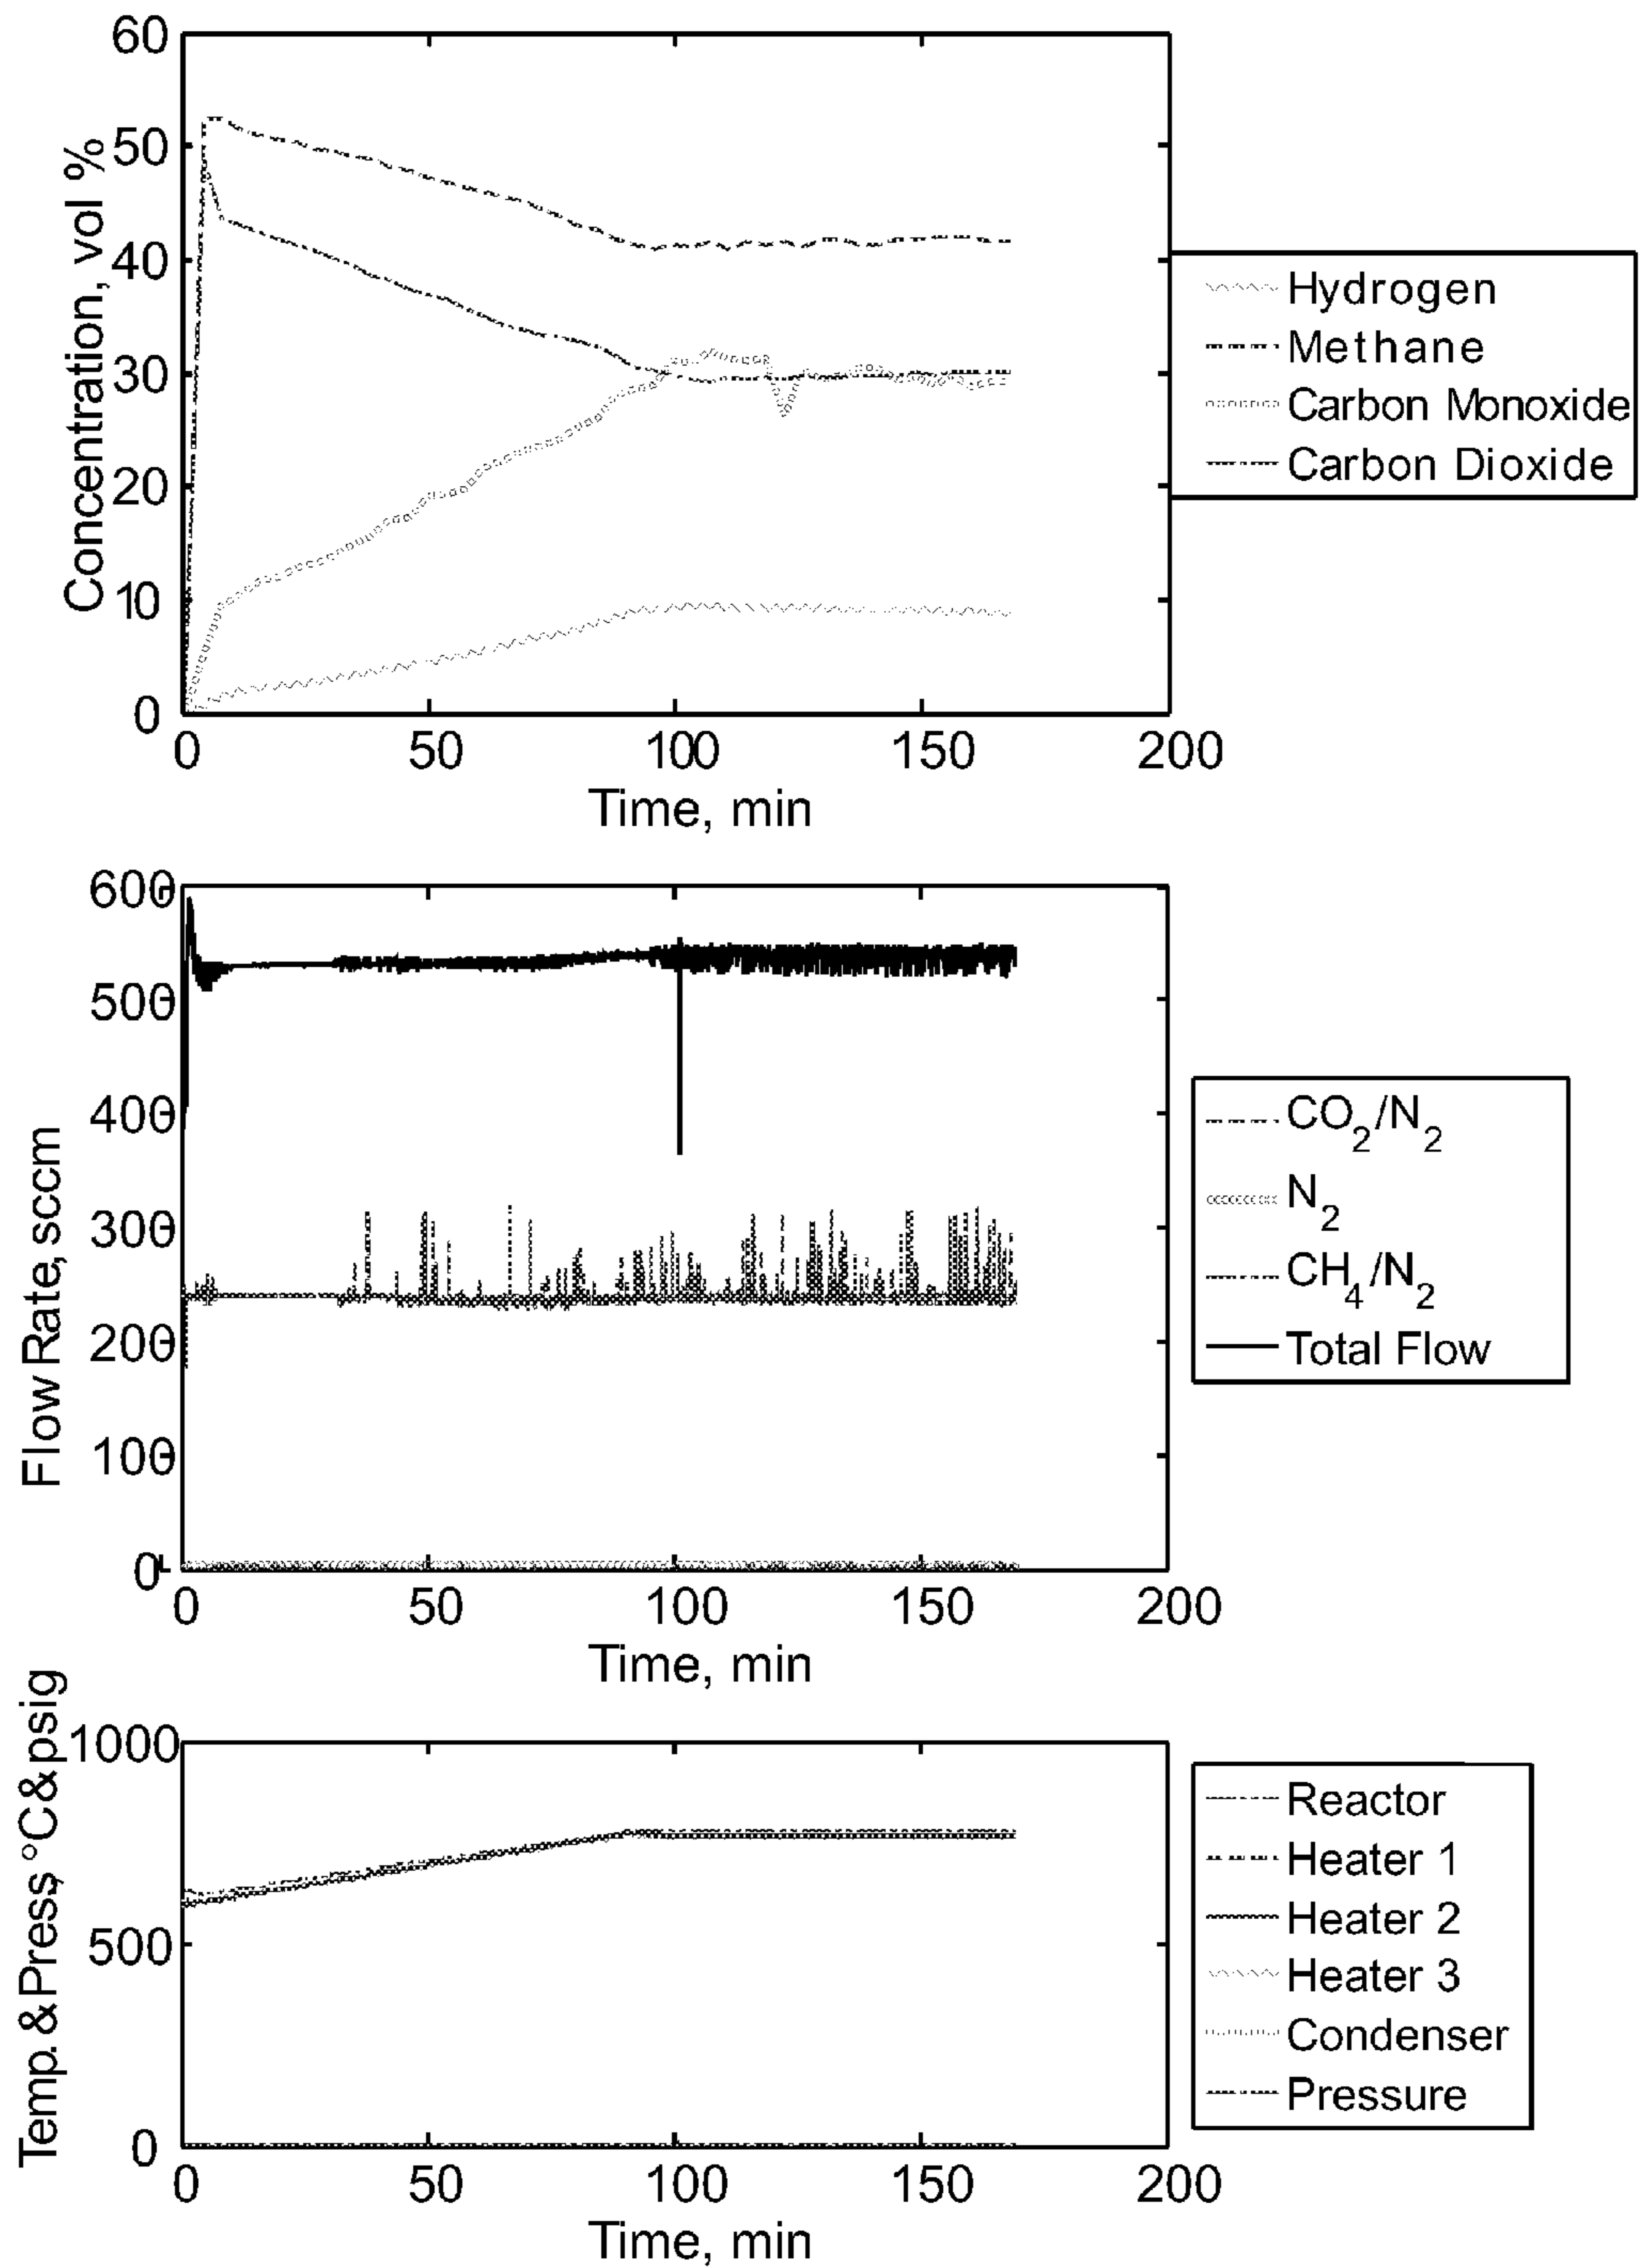 60
50
40
30
20
10
0
Concentration, vol %
0 50 100 150 200
Time, min
Hydrogen
Methane
Carbon Monoxide
Carbon Dioxide
600
500
400
300
200
100
0
Flow Rate, sccm
0 50 100 150 200
Time, min
CO2/N2
N2
CH4/N2
Total Flow
1000
500
0
Temp. & Press, °C & psig
0 50 100 150 200
Time, min
Reactor
Heater 1
Heater 2
Heater 3
Condenser
Pressure